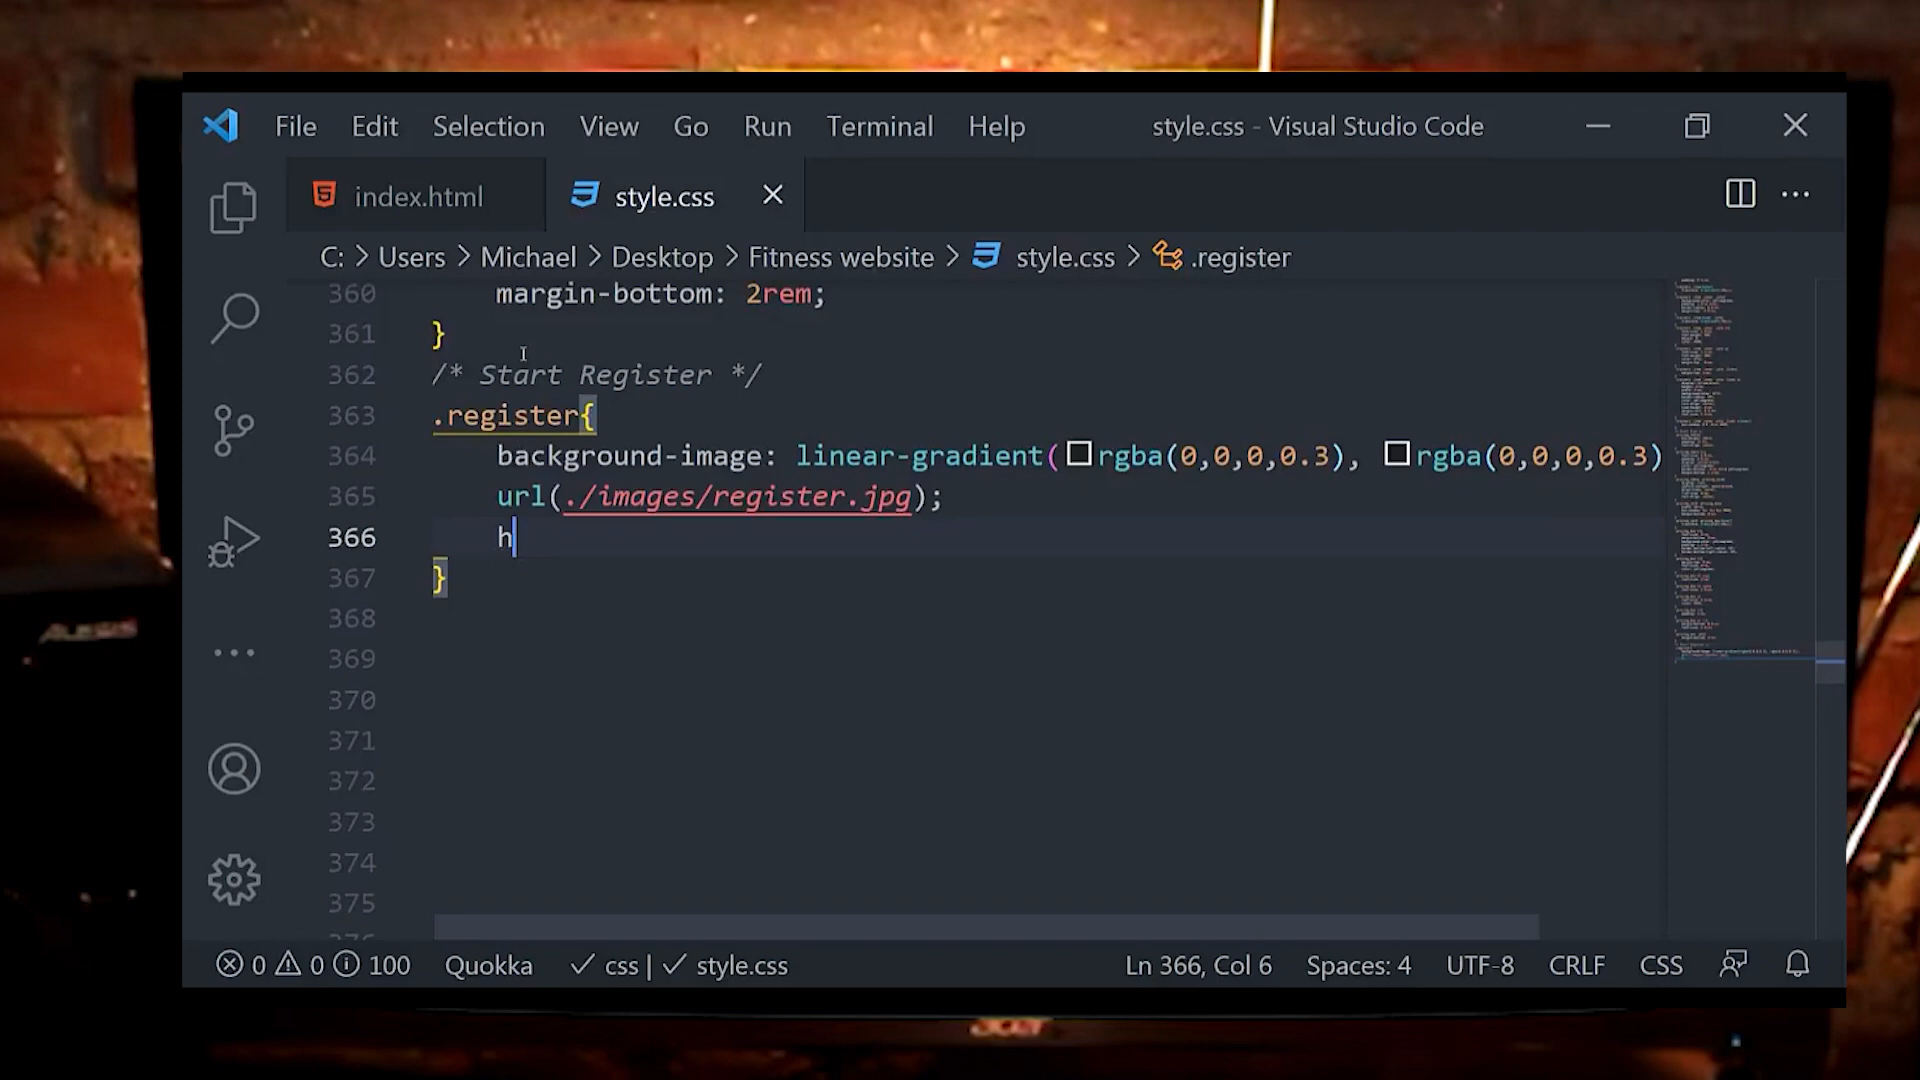 File Edit Selection View Go Run Terminal Help style.css - Visual Studio Code
index.html style.css
C: > Users > Michael > Desktop > Fitness website > style.css > .register
360 margin-bottom: 2rem;
361 }
362 /* Start Register */
363 .register{
364 background-image: linear-gradient(rgba(0,0,0,0.3), rgba(0,0,0,0.3)
365 url(./images/register.jpg);
366 h
367 }
368
369
370
371
372
373
374
375
ALESIS
0 0 100 Quokka css | style.css Ln 366, Col 6 Spaces: 4 UTF-8 CRLF CSS
acer